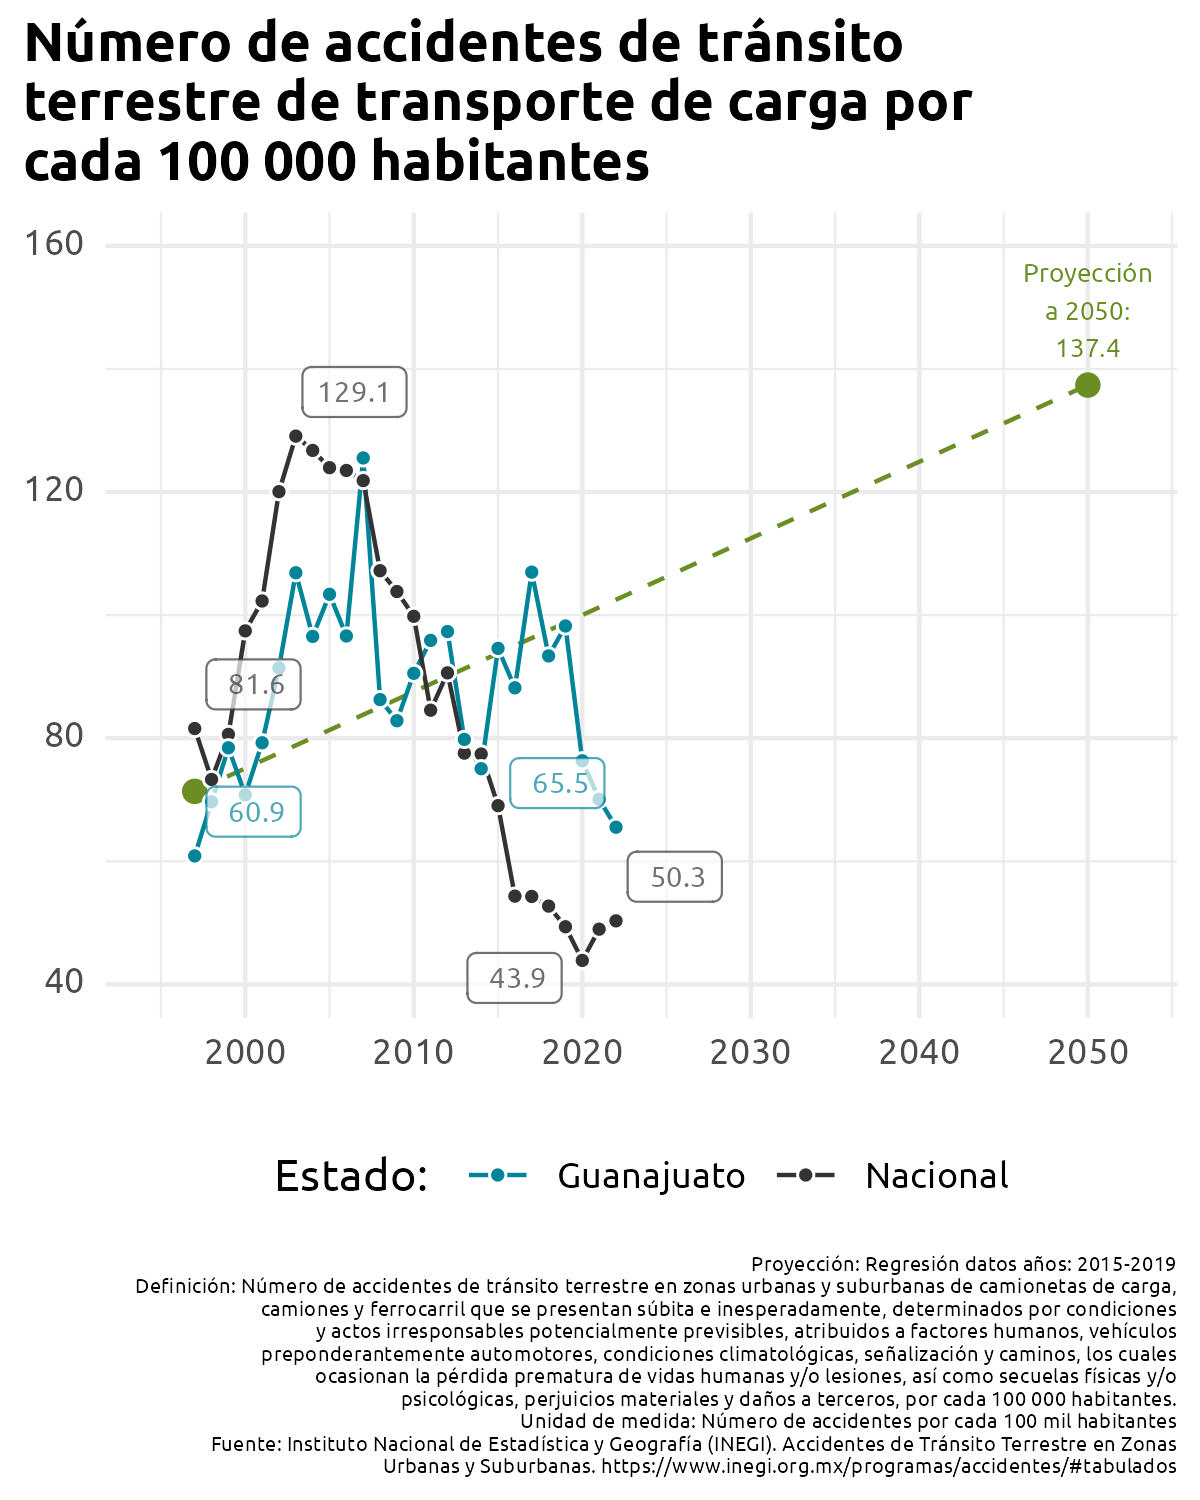 Número de accidentes de tránsito
terrestre de transporte de carga por
cada 100 000 habitantes
160
120
80
40
Proyección
a 2050:
137.4
129.1
81.6
60.9
65.5
50.3
43.9
2000 2010 2020 2030 2040 2050
Estado: Guanajuato Nacional
Proyección: Regresión datos años: 2015-2019
Definición: Número de accidentes de tránsito terrestre en zonas urbanas y suburbanas de camionetas de carga,
camiones y ferrocarril que se presentan súbita e inesperadamente, determinados por condiciones
y actos irresponsables potencialmente previsibles, atribuidos a factores humanos, vehículos
preponderantemente automotores, condiciones climatológicas, señalización y caminos, los cuales
ocasionan la pérdida prematura de vidas humanas y/o lesiones, así como secuelas físicas y/o
psicológicas, perjuicios materiales y daños a terceros, por cada 100 000 habitantes.
Unidad de medida: Número de accidentes por cada 100 mil habitantes
Fuente: Instituto Nacional de Estadística y Geografía (INEGI). Accidentes de Tránsito Terrestre en Zonas
Urbanas y Suburbanas. https://www.inegi.org.mx/programas/accidentes/#tabulados